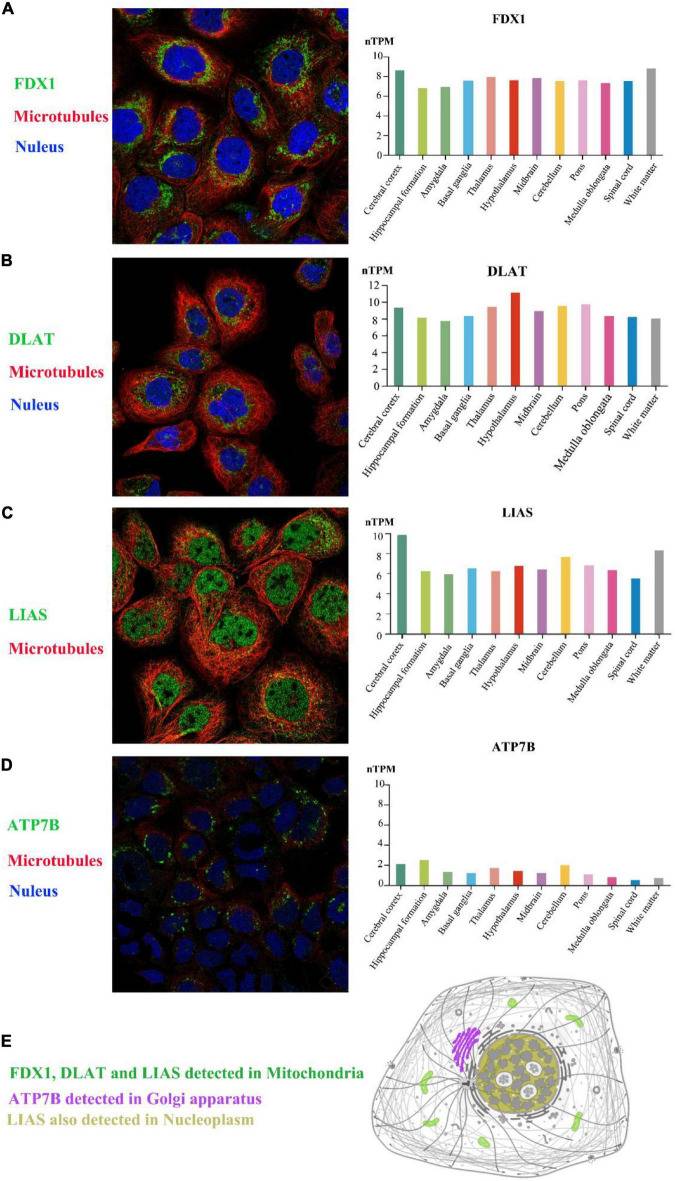 A
FDX1
Microtubules
Nuleus
FDX1
nTPM
10
8
6
4
2
0
Cerebral coretx
Hippocampal formation
Amygdala
Basal ganglia
Thalamus
Hypothalamus
Midbrain
Cerebellum
Pons
Medulla oblongata
Spinal cord
White matter
B
DLAT
Microtubules
Nucleus
DLAT
nTPM
12
10
8
6
4
2
0
Cerebral coretx
Hippocampal formation
Amygdala
Basal ganglia
Thalamus
Hypothalamus
Midbrain
Cerebellum
Pons
Medulla oblongata
Spinal cord
White matter
C
LIAS
Microtubules
LIAS
nTPM
10
8
6
4
2
0
Cerebral coretx
Hippocampal formation
Amygdala
Basal ganglia
Thalamus
Hypothalamus
Midbrain
Cerebellum
Pons
Medulla oblongata
Spinal cord
White matter
D
ATP7B
Microtubules
Nuleus
ATP7B
nTPM
10
8
6
4
2
0
Cerebral coretx
Hippocampal formation
Amygdala
Basal ganglia
Thalamus
Hypothalamus
Midbrain
Cerebellum
Pons
Medulla oblongata
Spinal cord
White matter
E
FDX1, DLAT and LIAS detected in Mitochondria
ATP7B detected in Golgi apparatus
LIAS also detected in Nucleoplasm